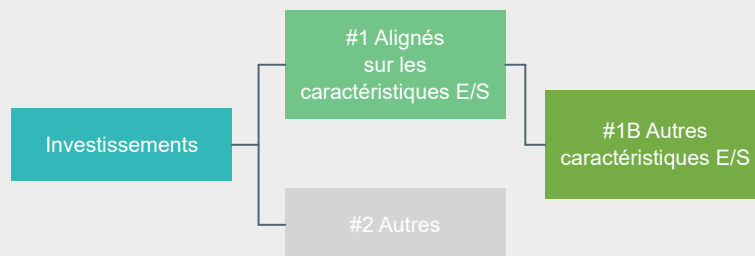 #1 Alignés
sur les
caractéristiques E/S
Investissements
#1B Autres
caractéristiques E/S
#2 Autres